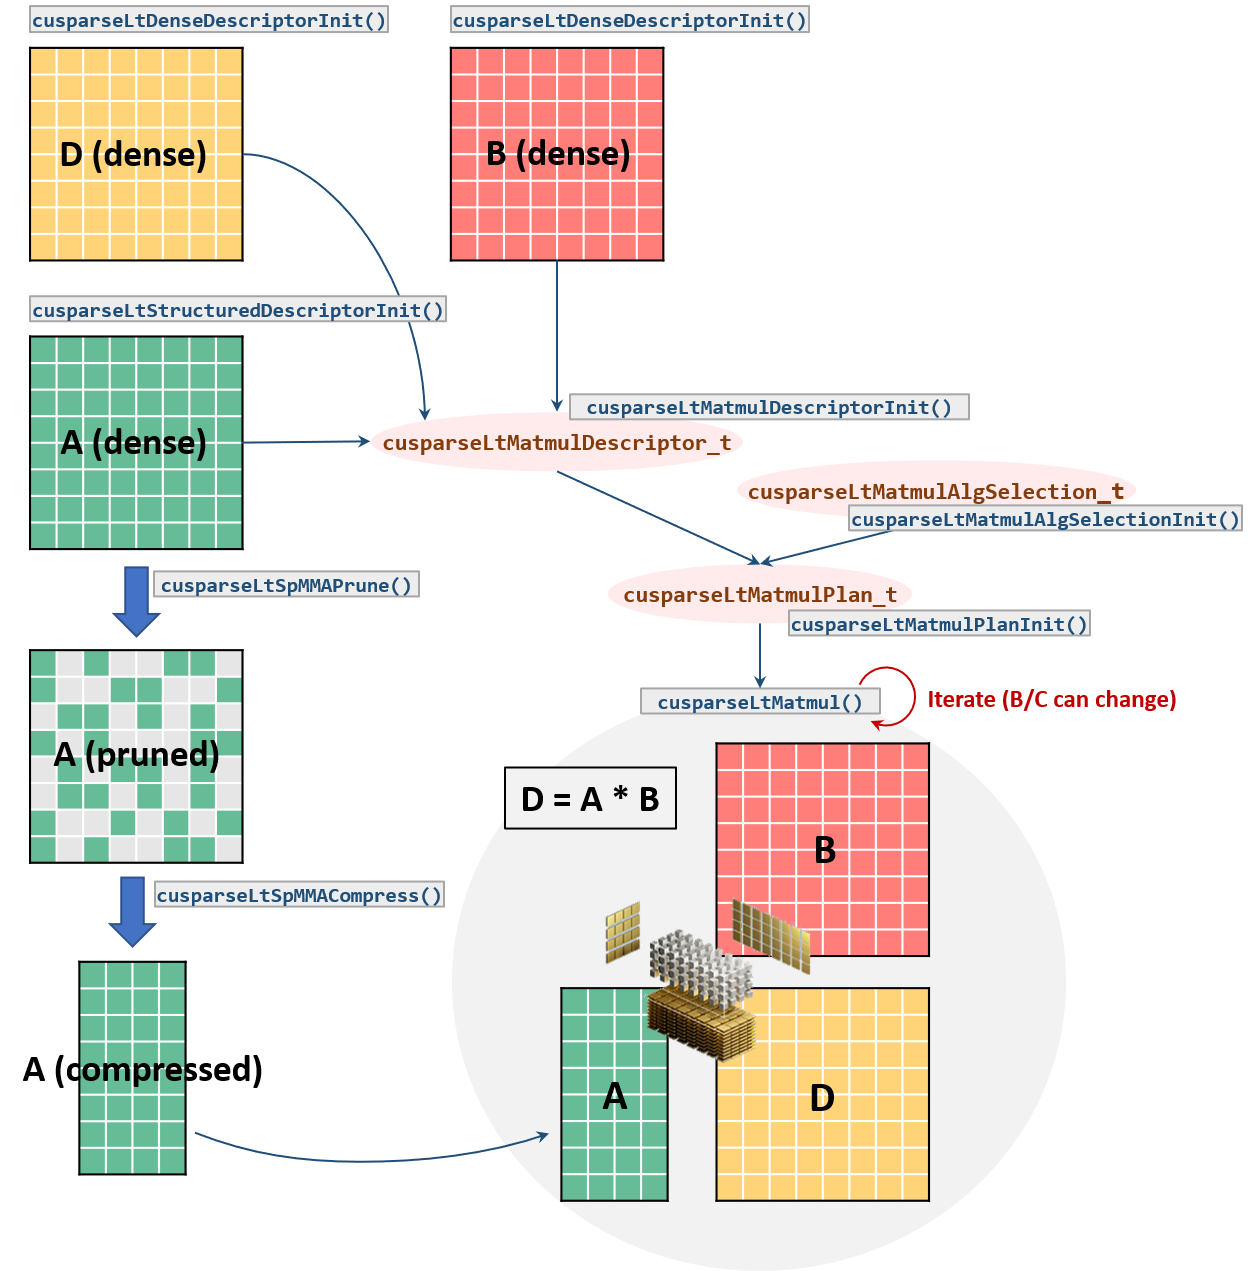 cusparseLtDenseDescriptorInit()
cusparseLtDenseDescriptorInit()
D (dense)
B (dense)
cusparseLtStructuredDescriptorInit()
cusparseLtMatmulDescriptorInit()
A (dense)
cusparseLtMatmulDescriptor_t
cusparseLtMatmulAlgSelection_t
cusparseLtMatmulAlgSelectionInit()
cusparseLtSpMMAPrune()
cusparseLtMatmulPlan_t
cusparseLtMatmulPlanInit()
cusparseLtMatmul()
Iterate (B/C can change)
A (pruned)
D = A * B
B
cusparseLtSpMMACompress()
A (compressed)
A
D